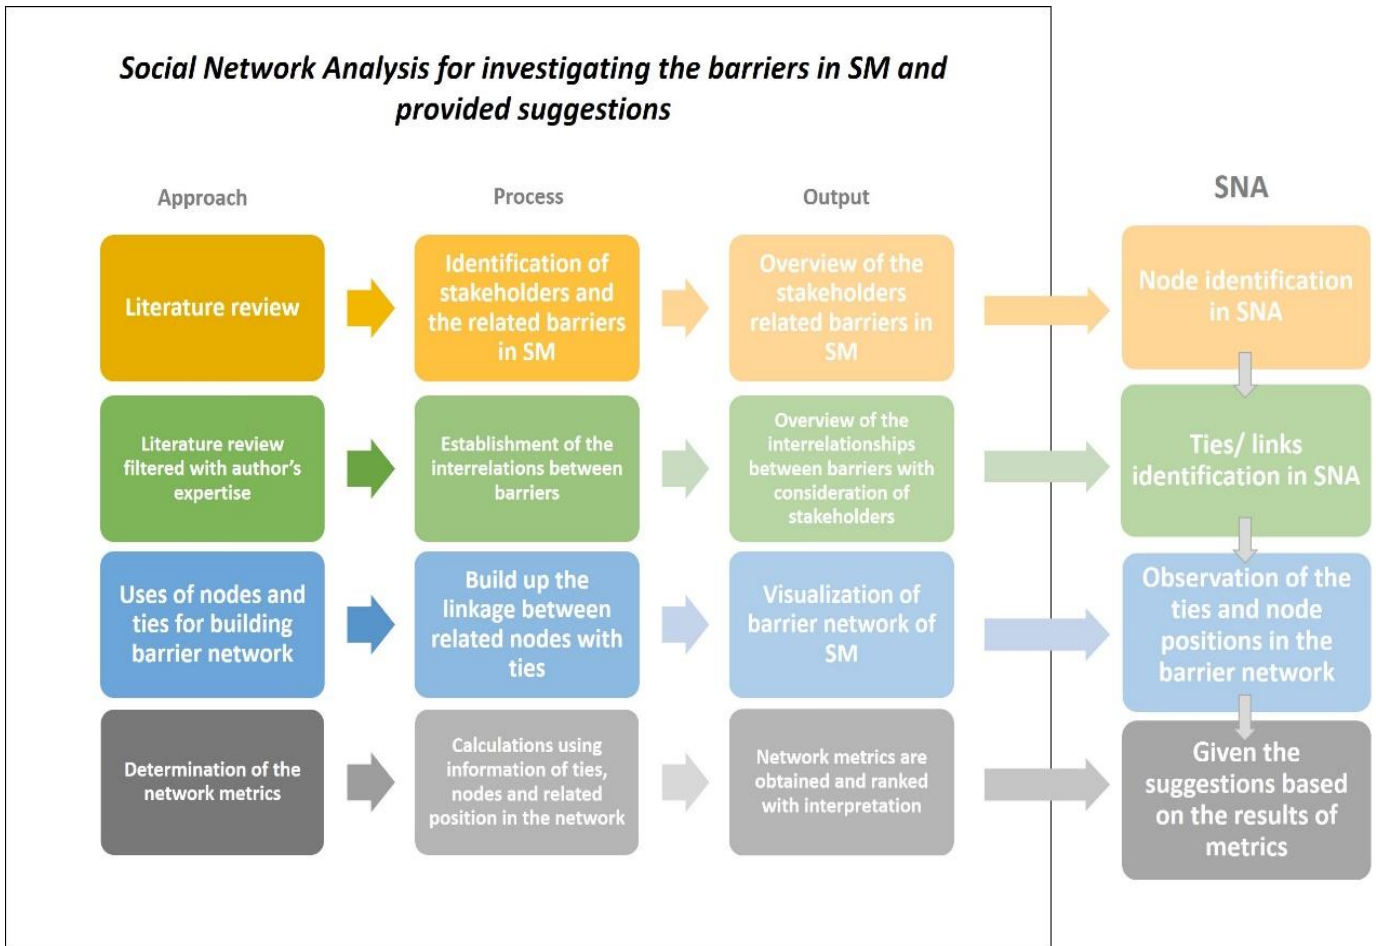 Social Network Analysis for investigating the barriers in SM and
provided suggestions
Approach
Process
Output
SNA
Literature review
Identification of
stakeholders and
the related barriers
in SM
Overview of the
stakeholders
related barriers in
SM
Node identification
in SNA
Literature review
filtered with author's
expertise
Establishment of the
interrelations between
barriers
Overview of the
interrelationships
between barriers with
consideration of
stakeholders
Ties/ links
identification in SNA
Uses of nodes and
ties for building
barrier network
Build up the
linkage between
related nodes with
ties
Visualization of
barrier network of
SM
Observation of the
ties and node
positions in the
barrier network
Determination of the
network metrics
Calculations using
information of ties,
nodes and related
position in the network
Network metrics are
obtained and ranked
with interpretation
Given the
suggestions based
on the results of
metrics